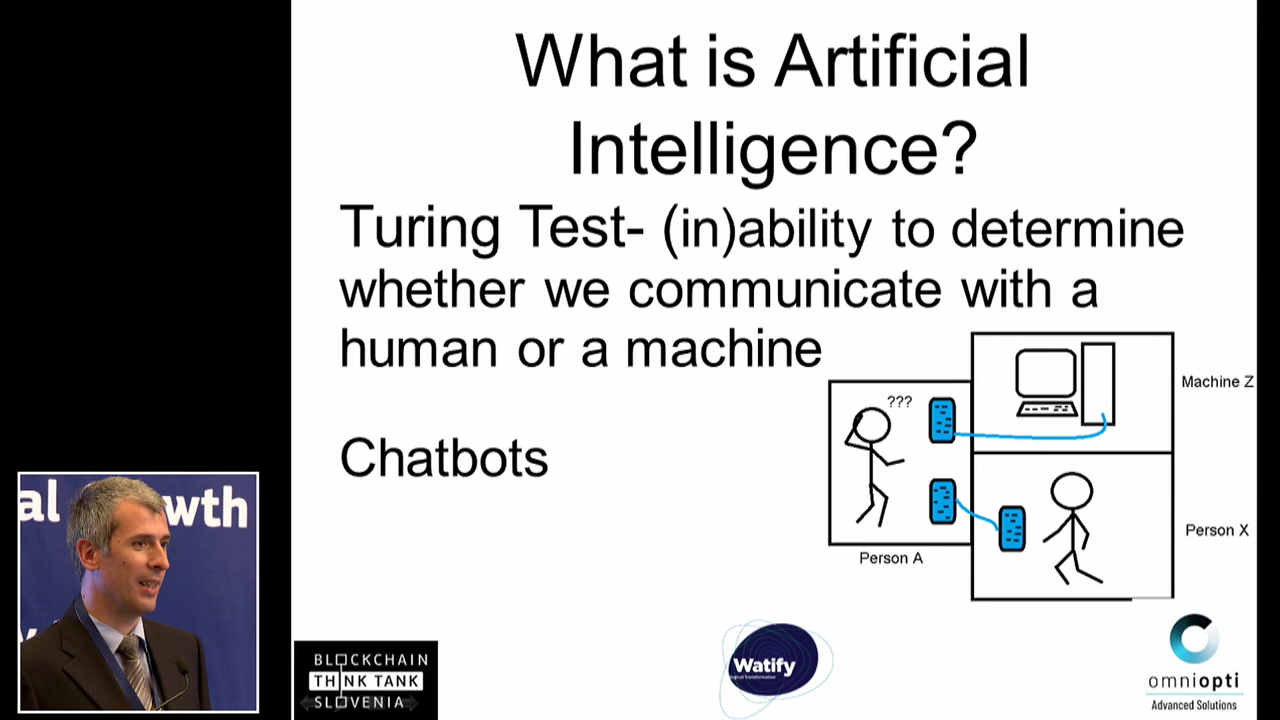 What is Artificial
Intelligence?
Turing Test- (in)ability to determine
whether we communicate with a
human or a machine
Chatbots
???
Machine Z
Person A
Person X
al wth
BLOCKCHAIN
THINK TANK
SLOVENIA
Watify
omniopti
Advanced Solutions